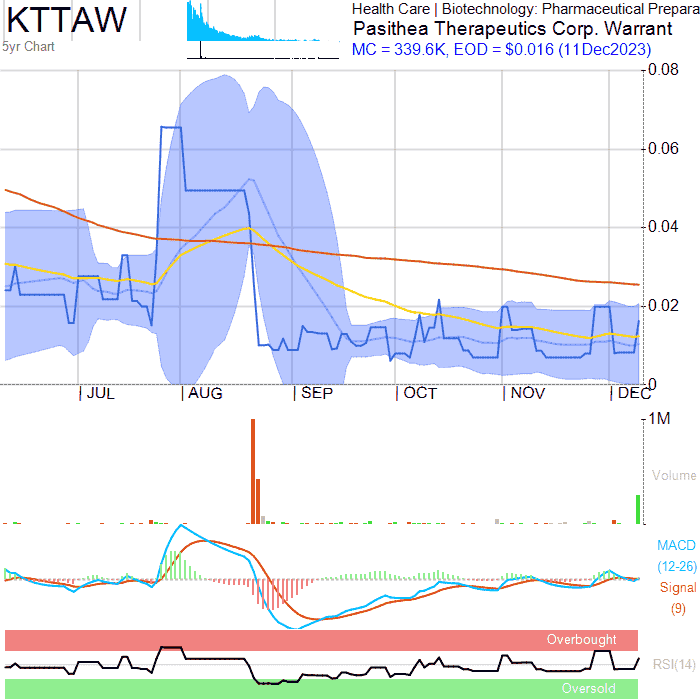 KTTAW
5yr Chart
Health Care | Biotechnology: Pharmaceutical Prepara
Pasithea Therapeutics Corp. Warrant
MC = 339.6K, EOD = $0.016 (11Dec2023)
0.08
0.06
0.04
0.02
0
JUL AUG SEP OCT NOV DEC
1M
Volume
MACD
(12-26)
Signal
(9)
Overbought
RSI(14)
Oversold